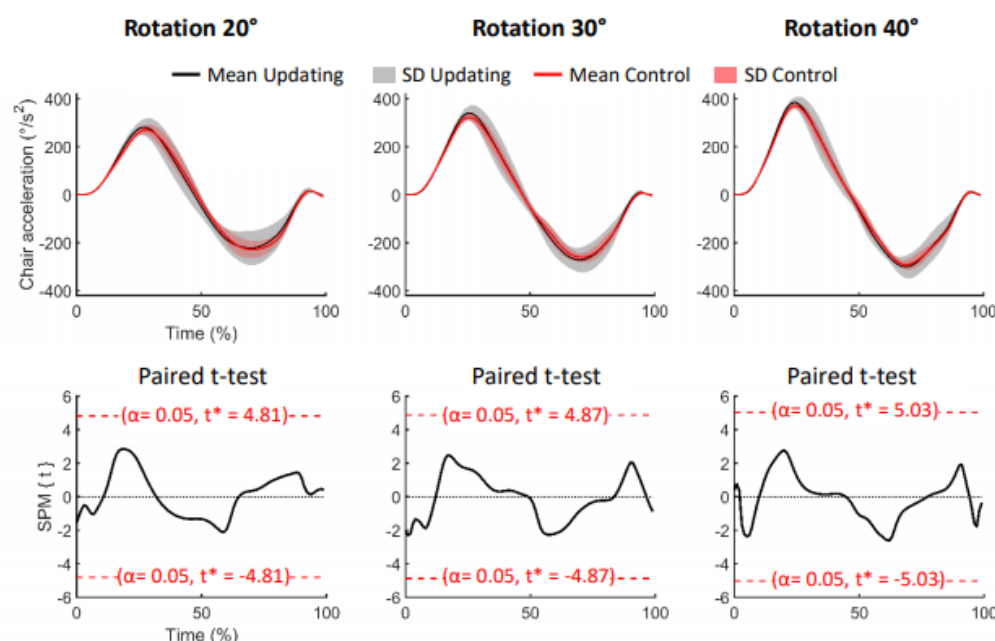 Rotation 20° Rotation 30° Rotation 40°
Mean Updating SD Updating Mean Control SD Control
Chair acceleration (°/s²)
400 400 400
200 200 200
0 0 0
-200 -200 -200
-400 -400 -400
0 50 100 0 50 100 0 50 100
Time (%)
Paired t-test Paired t-test Paired t-test
SPM { t }
6 6 6
(α= 0.05, t* = 4.81) (α= 0.05, t* = 4.87) (α= 0.05, t* = 5.03)
4 4 4
2 2 2
0 0 0
-2 -2 -2
-4 -4 -4
(α= 0.05, t* = -4.81) (α= 0.05, t* = -4.87) (α= 0.05, t* = -5.03)
-6 -6 -6
0 50 100 0 50 100 0 50 100
Time (%)